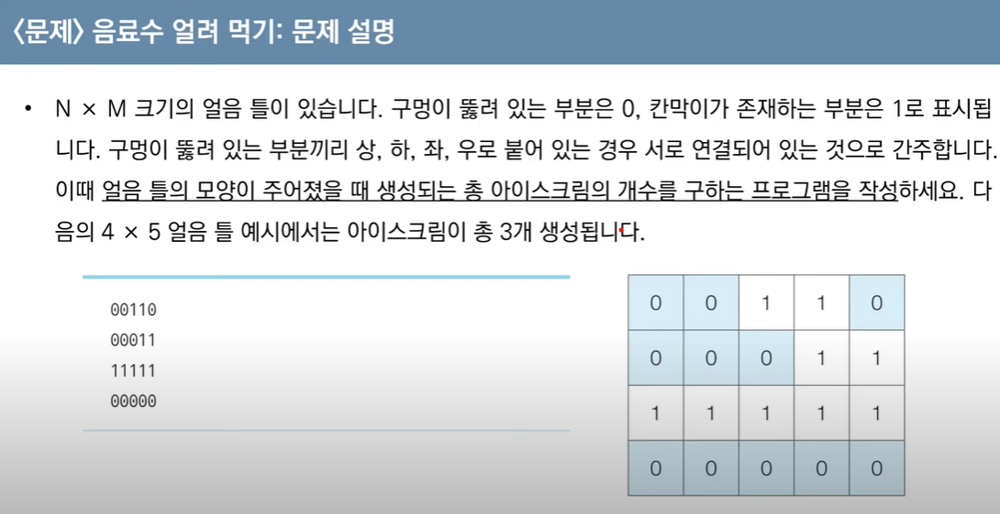 <문제> 음료수 얼려 먹기: 문제 설명
• N × M 크기의 얼음 틀이 있습니다. 구멍이 뚫려 있는 부분은 0, 칸막이가 존재하는 부분은 1로 표시됩
니다. 구멍이 뚫려 있는 부분끼리 상, 하, 좌, 우로 붙어 있는 경우 서로 연결되어 있는 것으로 간주합니다.
이때 얼음 틀의 모양이 주어졌을 때 생성되는 총 아이스크림의 개수를 구하는 프로그램을 작성하세요. 다
음의 4 × 5 얼음 틀 예시에서는 아이스크림이 총 3개 생성됩니다.
00110
00011
11111
00000
0 0 1 1 0
0 0 0 1 1
1 1 1 1 1
0 0 0 0 0